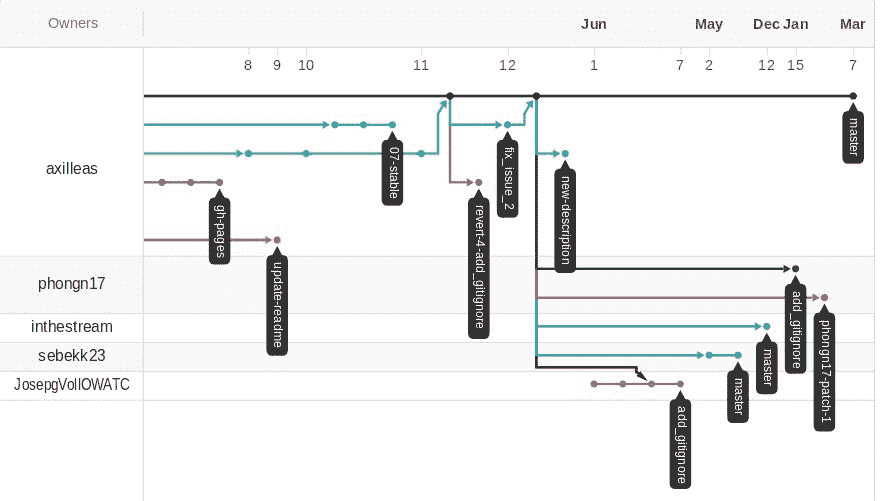 Owners
Jun May Dec Jan Mar
8 9 10 11 12 1 7 2 12 15 7
axilleas
master
07-stable
fix_issue_2
new-description
gh-pages
revert-4-add_gitignore
update-readme
phongn17
add_gitignore
phongn17-patch-1
inthestream
master
sebekk23
master
JosepgVollOWATC
add_gitignore